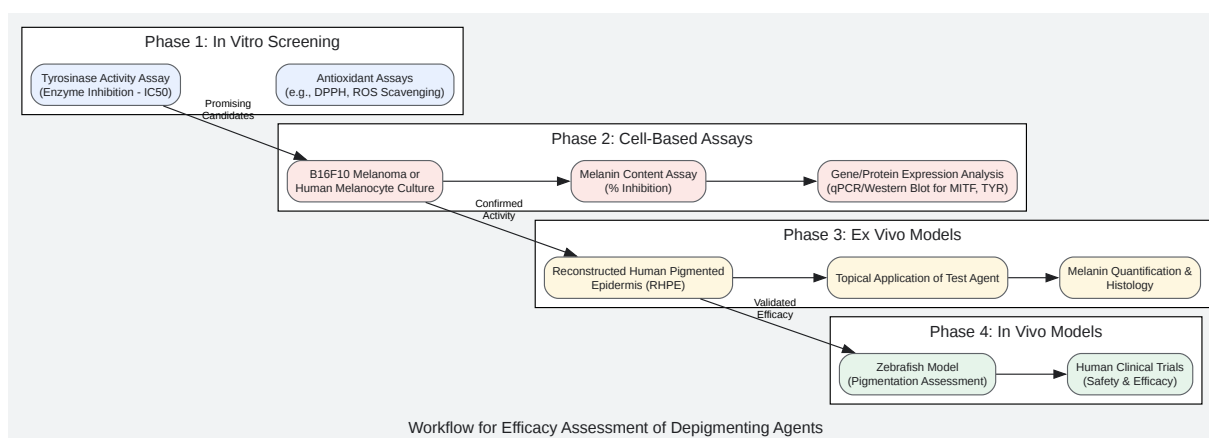 Phase 1: In Vitro Screening
Tyrosinase Activity Assay
(Enzyme Inhibition - IC50)
Antioxidant Assays
(e.g., DPPH, ROS Scavenging)
Promising
Candidates
Phase 2: Cell-Based Assays
B16F10 Melanoma or
Human Melanocyte Culture
Melanin Content Assay
(% Inhibition)
Gene/Protein Expression Analysis
(qPCR/Western Blot for MITF, TYR)
Confirmed
Activity
Phase 3: Ex Vivo Models
Reconstructed Human Pigmented
Epidermis (RHPE)
Topical Application of Test Agent
Melanin Quantification &
Histology
Validated
Efficacy
Phase 4: In Vivo Models
Zebrafish Model
(Pigmentation Assessment)
Human Clinical Trials
(Safety & Efficacy)
Workflow for Efficacy Assessment of Depigmenting Agents